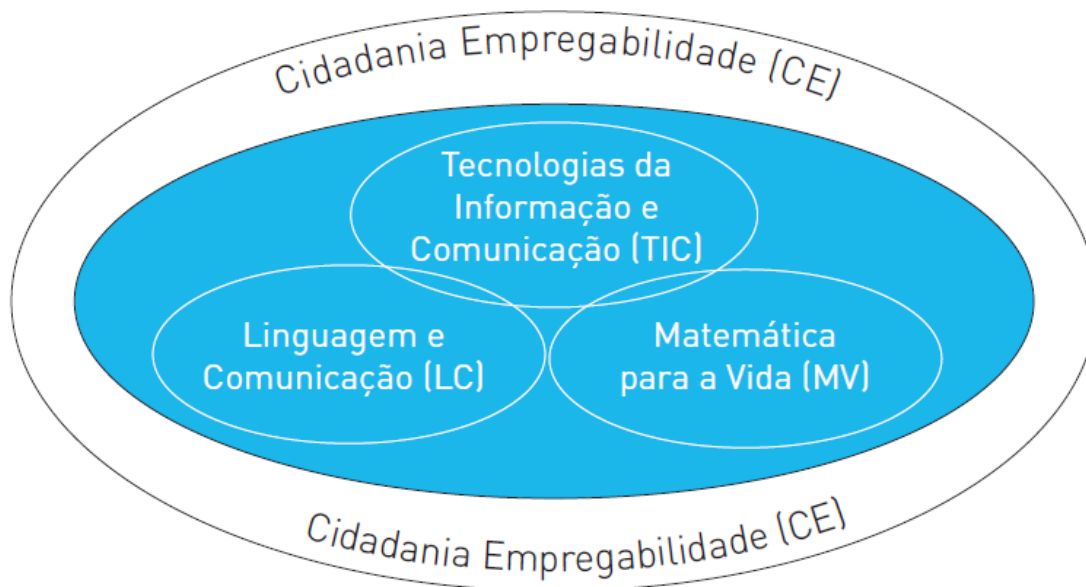 Cidadania Empregabilidade (CE)
Tecnologias da
Informação e
Comunicação (TIC)
Linguagem e
Comunicação (LC)
Matemática
para a Vida (MV)
Cidadania Empregabilidade (CE)